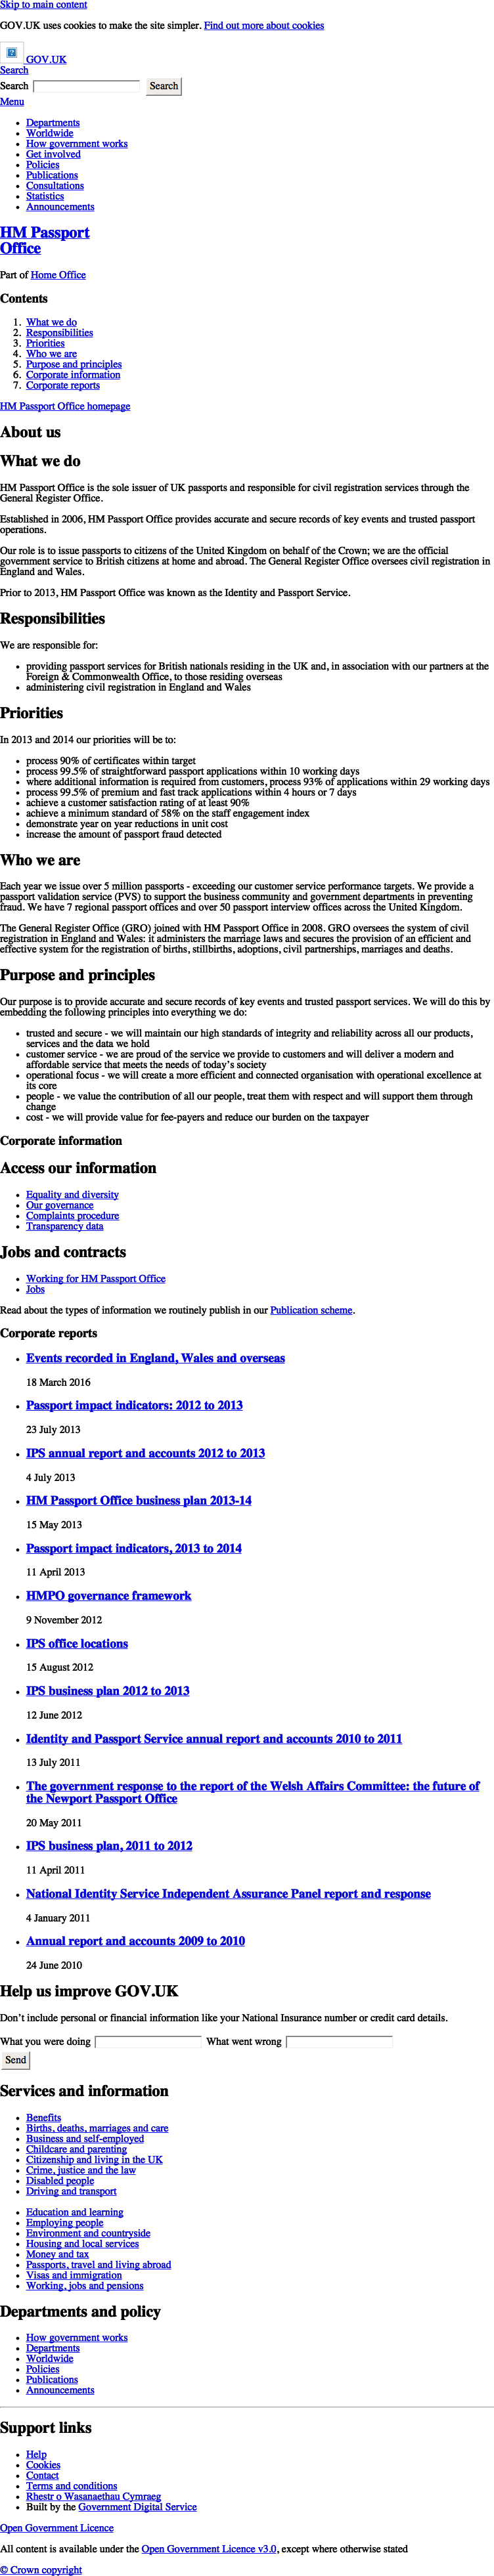 Skip to main content
GOV.UK uses cookies to make the site simpler. Find out more about cookies
GOV.UK
Search
Search Search
Menu
Departments
Worldwide
How government works
Get involved
Policies
Publications
Consultations
Statistics
Announcements
HM Passport
Office
Part of Home Office
Contents
1. What we do
2. Responsibilities
3. Priorities
4. Who we are
5. Purpose and principles
6. Corporate information
7. Corporate reports
HM Passport Office homepage
About us
What we do
HM Passport Office is the sole issuer of UK passports and responsible for civil registration services through the
General Register Office.
Established in 2006, HM Passport Office provides accurate and secure records of key events and trusted passport
operations.
Our role is to issue passports to citizens of the United Kingdom on behalf of the Crown; we are the official
government service to British citizens at home and abroad. The General Register Office oversees civil registration in
England and Wales.
Prior to 2013, HM Passport Office was known as the Identity and Passport Service.
Responsibilities
We are responsible for:
providing passport services for British nationals residing in the UK and, in association with our partners at the
Foreign & Commonwealth Office, to those residing overseas
administering civil registration in England and Wales
Priorities
In 2013 and 2014 our priorities will be to:
process 90% of certificates within target
process 99.5% of straightforward passport applications within 10 working days
where additional information is required from customers, process 93% of applications within 29 working days
process 99.5% of premium and fast track applications within 4 hours or 7 days
achieve a customer satisfaction rating of at least 90%
achieve a minimum standard of 58% on the staff engagement index
demonstrate year on year reductions in unit cost
increase the amount of passport fraud detected
Who we are
Each year we issue over 5 million passports - exceeding our customer service performance targets. We provide a
passport validation service (PVS) to support the business community and government departments in preventing
fraud. We have 7 regional passport offices and over 50 passport interview offices across the United Kingdom.
The General Register Office (GRO) joined with HM Passport Office in 2008. GRO oversees the system of civil
registration in England and Wales: it administers the marriage laws and secures the provision of an efficient and
effective system for the registration of births, stillbirths, adoptions, civil partnerships, marriages and deaths.
Purpose and principles
Our purpose is to provide accurate and secure records of key events and trusted passport services. We will do this by
embedding the following principles into everything we do:
trusted and secure - we will maintain our high standards of integrity and reliability across all our products,
services and the data we hold
customer service - we are proud of the service we provide to customers and will deliver a modern and
affordable service that meets the needs of today’s society
operational focus - we will create a more efficient and connected organisation with operational excellence at
its core
people - we value the contribution of all our people, treat them with respect and will support them through
change
cost - we will provide value for fee-payers and reduce our burden on the taxpayer
Corporate information
Access our information
Equality and diversity
Our governance
Complaints procedure
Transparency data
Jobs and contracts
Working for HM Passport Office
Jobs
Read about the types of information we routinely publish in our Publication scheme.
Corporate reports
Events recorded in England, Wales and overseas
18 March 2016
Passport impact indicators: 2012 to 2013
23 July 2013
IPS annual report and accounts 2012 to 2013
4 July 2013
HM Passport Office business plan 2013-14
15 May 2013
Passport impact indicators, 2013 to 2014
11 April 2013
HMPO governance framework
9 November 2012
IPS office locations
15 August 2012
IPS business plan 2012 to 2013
12 June 2012
Identity and Passport Service annual report and accounts 2010 to 2011
13 July 2011
The government response to the report of the Welsh Affairs Committee: the future of
the Newport Passport Office
20 May 2011
IPS business plan, 2011 to 2012
11 April 2011
National Identity Service Independent Assurance Panel report and response
4 January 2011
Annual report and accounts 2009 to 2010
24 June 2010
Help us improve GOV.UK
Don’t include personal or financial information like your National Insurance number or credit card details.
What you were doing What went wrong
Send
Services and information
Benefits
Births, deaths, marriages and care
Business and self-employed
Childcare and parenting
Citizenship and living in the UK
Crime, justice and the law
Disabled people
Driving and transport
Education and learning
Employing people
Environment and countryside
Housing and local services
Money and tax
Passports, travel and living abroad
Visas and immigration
Working, jobs and pensions
Departments and policy
How government works
Departments
Worldwide
Policies
Publications
Announcements
Support links
Help
Cookies
Contact
Terms and conditions
Rhestr o Wasanaethau Cymraeg
Built by the Government Digital Service
Open Government Licence
All content is available under the Open Government Licence v3.0, except where otherwise stated
© Crown copyright